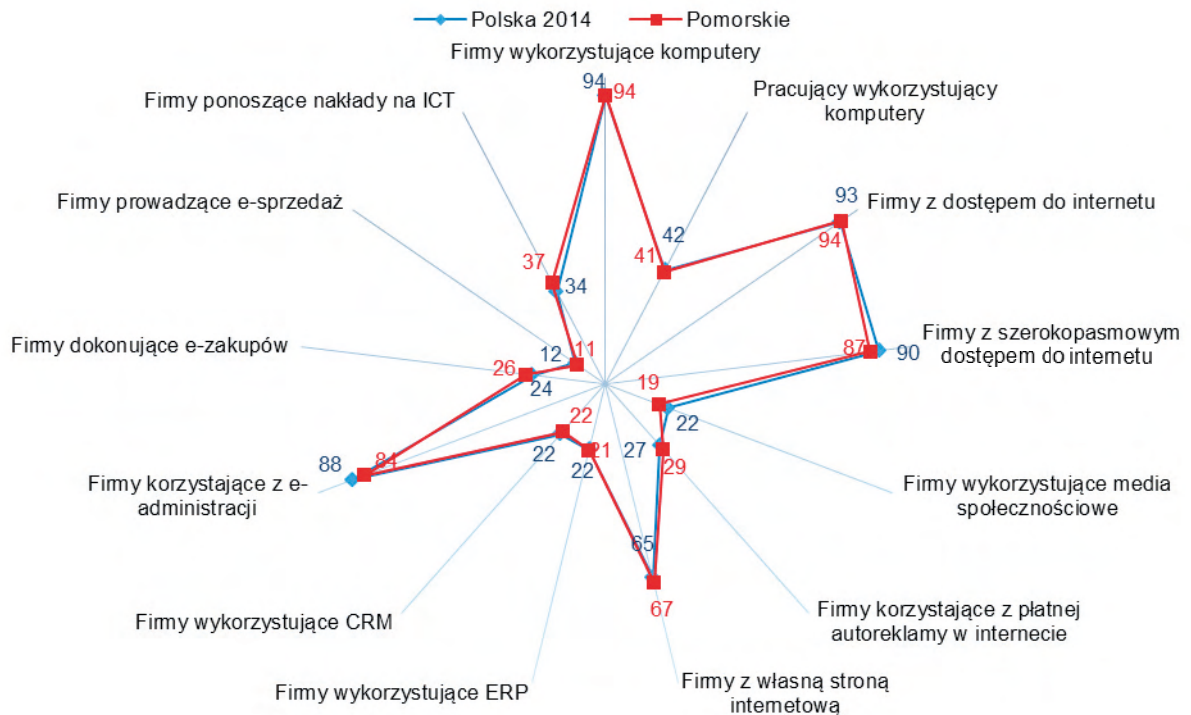 Polska 2014
Pomorskie
Firmy wykorzystujące komputery
94
94
Pracujący wykorzystujący
komputery
42
41
93
Firmy z dostępem do internetu
94
Firmy z szerokopasmowym
dostępem do internetu
87
90
19
22
Firmy wykorzystujące media
społecznościowe
27
29
Firmy korzystające z płatnej
autoreklamy w internecie
65
67
Firmy z własną stroną
internetową
21
22
Firmy wykorzystujące ERP
22
22
Firmy wykorzystujące CRM
88
84
Firmy korzystające z e-
administracji
26
24
Firmy dokonujące e-zakupów
12
11
Firmy prowadzące e-sprzedaż
37
34
Firmy ponoszące nakłady na ICT